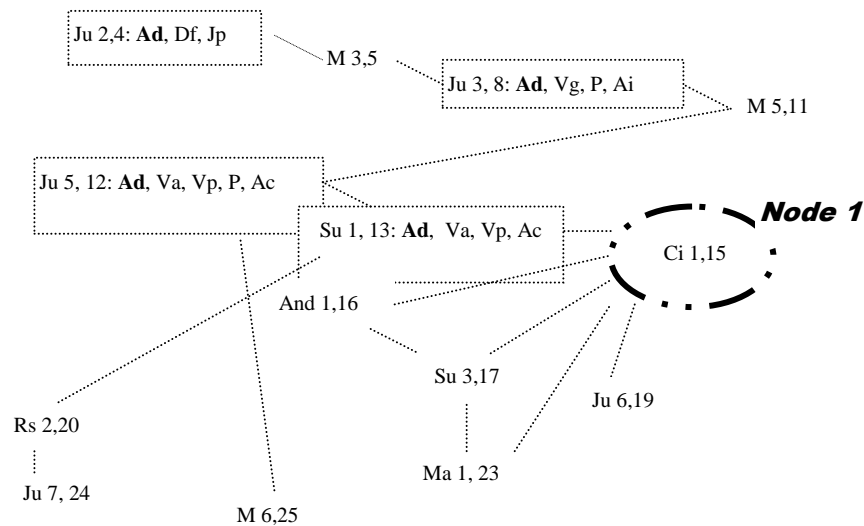 Ju 2,4: Ad, Df, Jp
M 3,5
Ju 3, 8: Ad, Vg, P, Ai
M 5,11
Ju 5, 12: Ad, Va, Vp, P, Ac
Su 1, 13: Ad, Va, Vp, Ac
Node 1
Ci 1,15
And 1,16
Su 3,17
Ju 6,19
Rs 2,20
Ma 1, 23
Ju 7, 24
M 6,25